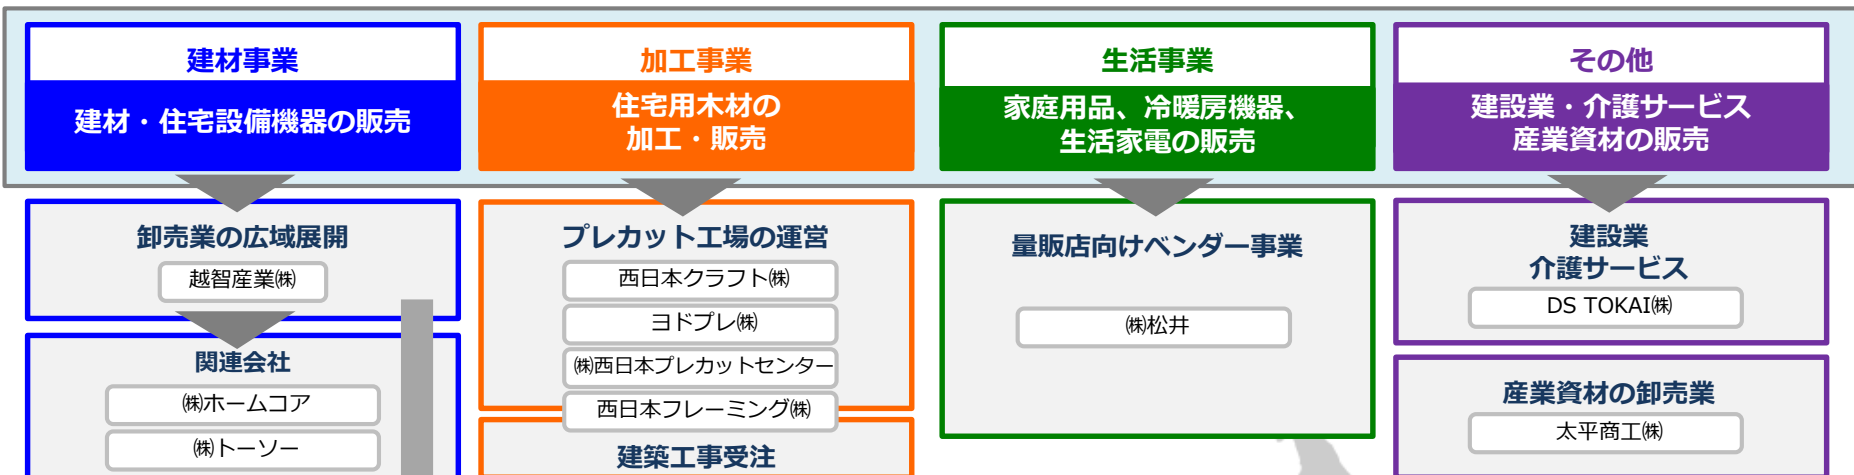 建材事業
建材・住宅設備機器の販売
卸売業の広域展開
越智産業㈱
関連会社
㈱ホームコア
㈱トーソー
加工事業
住宅用木材の
加工・販売
プレカット工場の運営
西日本クラフト㈱
ヨドプレ㈱
㈱西日本プレカットセンター
西日本フレーミング㈱
建築工事受注
生活事業
家庭用品、冷暖房機器、
生活家電の販売
量販店向けベンダー事業
㈱松井
その他
建設業・介護サービス
産業資材の販売
建設業
介護サービス
DS TOKAI㈱
産業資材の卸売業
太平商工㈱